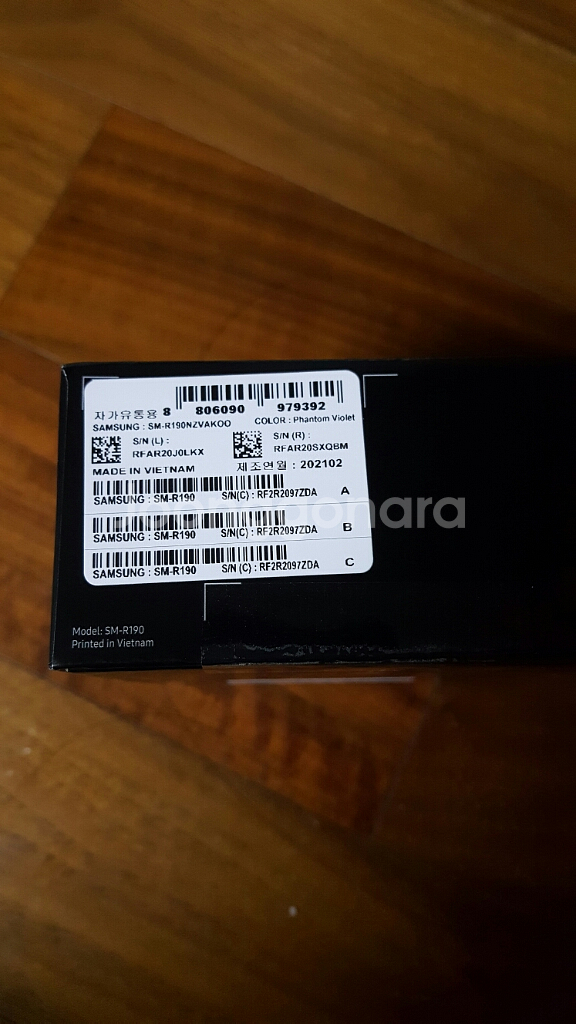 자가유통용 8 806090 979392
SAMSUNG : SM-R190NZVAKOO COLOR : Phantom Violet
S/N (L) : S/N (R) :
RFAR20J0LKX RFAR20SXQBM
MADE IN VIETNAM 제조연월 : 202102
SAMSUNG : SM-R190 S/N(C) : RF2R2097ZDA A
SAMSUNG : SM-R190 S/N(C) : RF2R2097ZDA B
SAMSUNG : SM-R190 S/N(C) : RF2R2097ZDA C
Model: SM-R190
Printed in Vietnam
joongonara